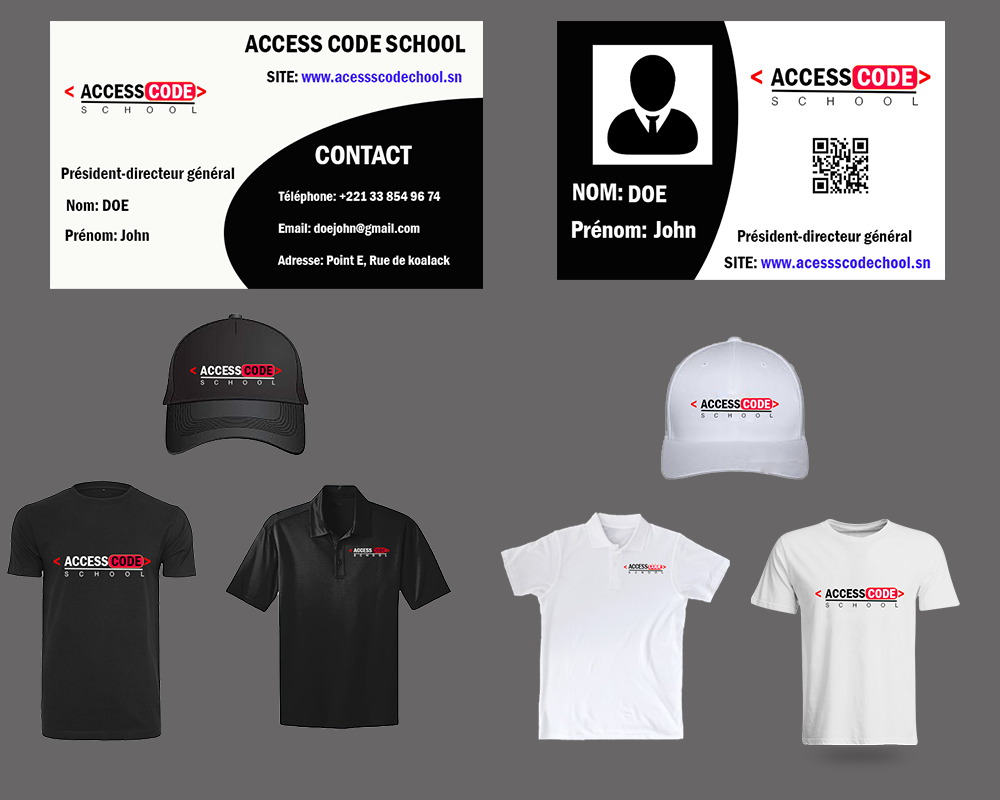 ACCESS CODE SCHOOL
SITE: www.acessscodechool.sn
< ACCESS CODE >
SCHOOL
Président-directeur général
Nom: DOE
Prénom: John
CONTACT
Téléphone: +221 33 854 96 74
Email: doejohn@gmail.com
Adresse: Point E, Rue de koalack
< ACCESS CODE >
SCHOOL
NOM: DOE
Prénom: John
Président-directeur général
SITE: www.acessscodechool.sn
< ACCESS CODE >
SCHOOL
< ACCESS CODE >
SCHOOL
< ACCESS CODE >
SCHOOL
< ACCESS CODE >
SCHOOL
< ACCESS CODE >
SCHOOL
< ACCESS CODE >
SCHOOL